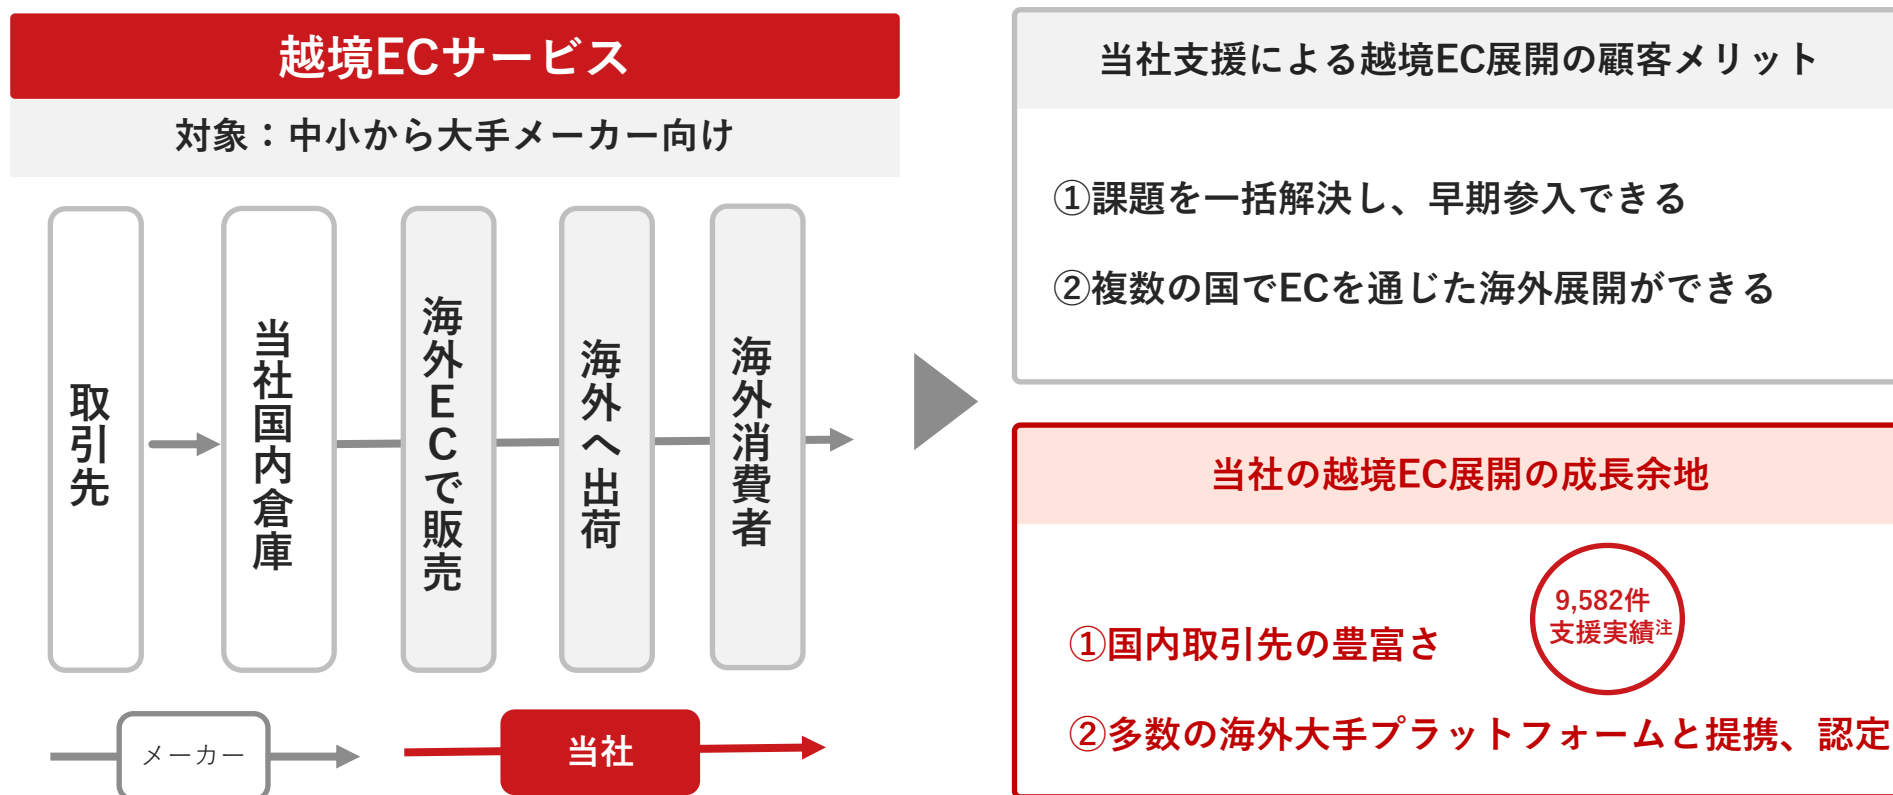 越境ECサービス
対象：中小から大手メーカー向け
取引先
当社国内倉庫
海外ECで販売
海外へ出荷
海外消費者
メーカー
当社
当社支援による越境EC展開の顧客メリット
①課題を一括解決し、早期参入できる
②複数の国でECを通じた海外展開ができる
当社の越境EC展開の成長余地
9,582件
支援実績注
①国内取引先の豊富さ
②多数の海外大手プラットフォームと提携、認定